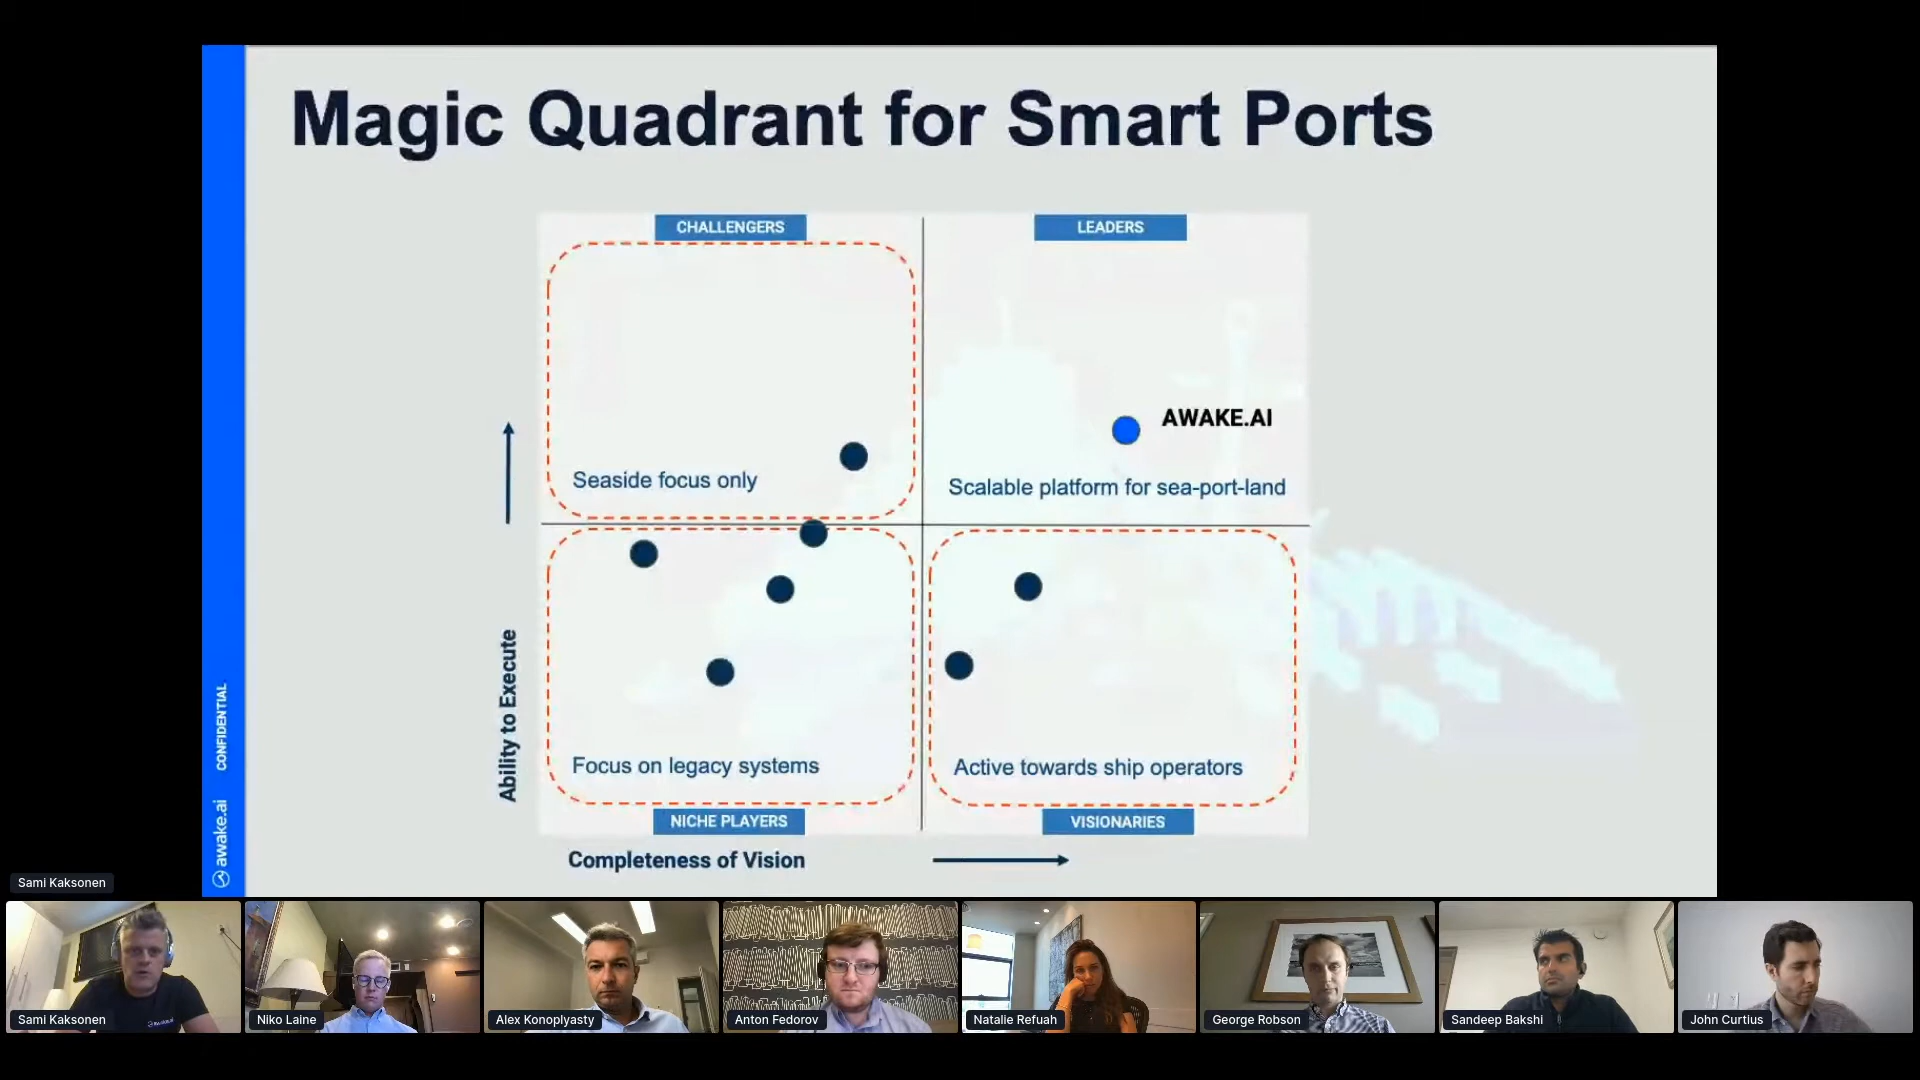 Magic Quadrant for Smart Ports
CHALLENGERS
LEADERS
AWAKE.AI
Seaside focus only
Scalable platform for sea-port-land
Ability to Execute
Focus on legacy systems
Active towards ship operators
NICHE PLAYERS
VISIONARIES
Completeness of Vision
CONFIDENTIAL
awake.ai
Sami Kaksonen
Sami Kaksonen
Niko Laine
Alex Konoplyasty
Anton Fedorov
Natalie Refuah
George Robson
Sandeep Bakshi
John Curtius